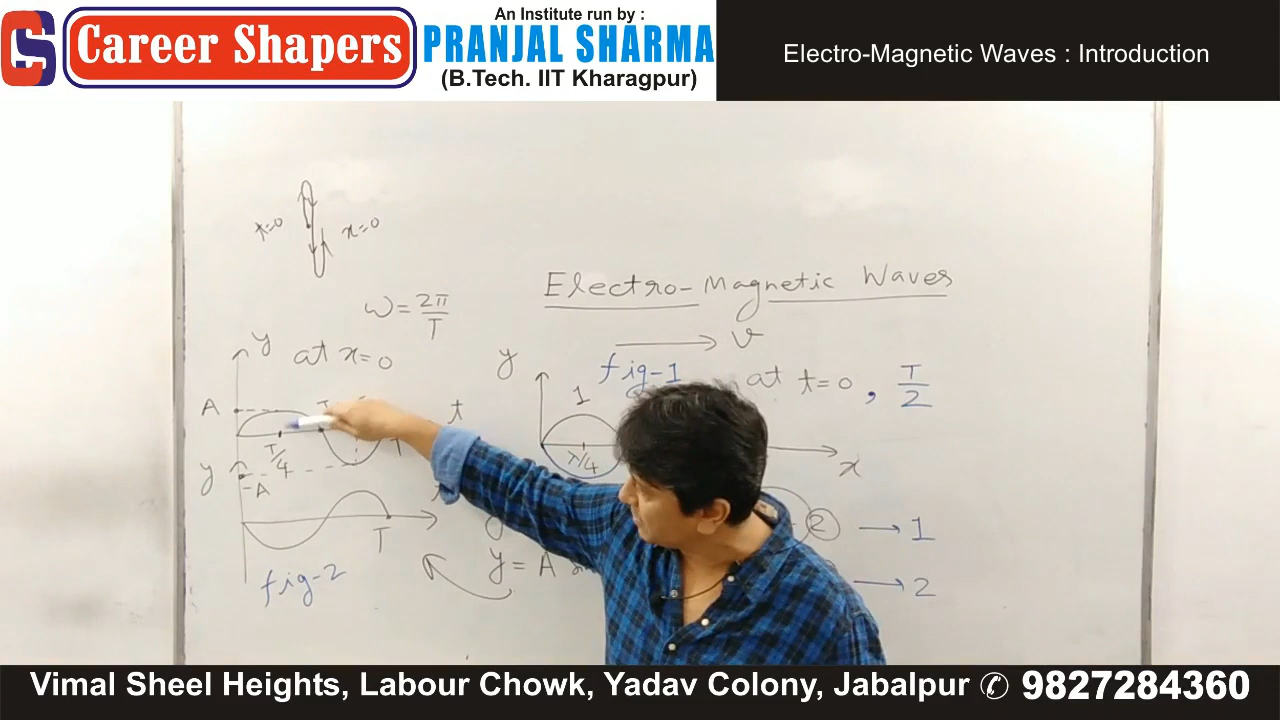 Career Shapers
An Institute run by :
PRANJAL SHARMA
(B.Tech. IIT Kharagpur)
Electro-Magnetic Waves : Introduction
t=0
x=0
ω = 2π/T
Electro-Magnetic Waves
v
y
at x=0
y
fig-1
at t=0, T/2
A
1
t
T/4
T/4
x
y
-A
T
2 → 1
y = A
→ 2
fig-2
Vimal Sheel Heights, Labour Chowk, Yadav Colony, Jabalpur ✆ 9827284360